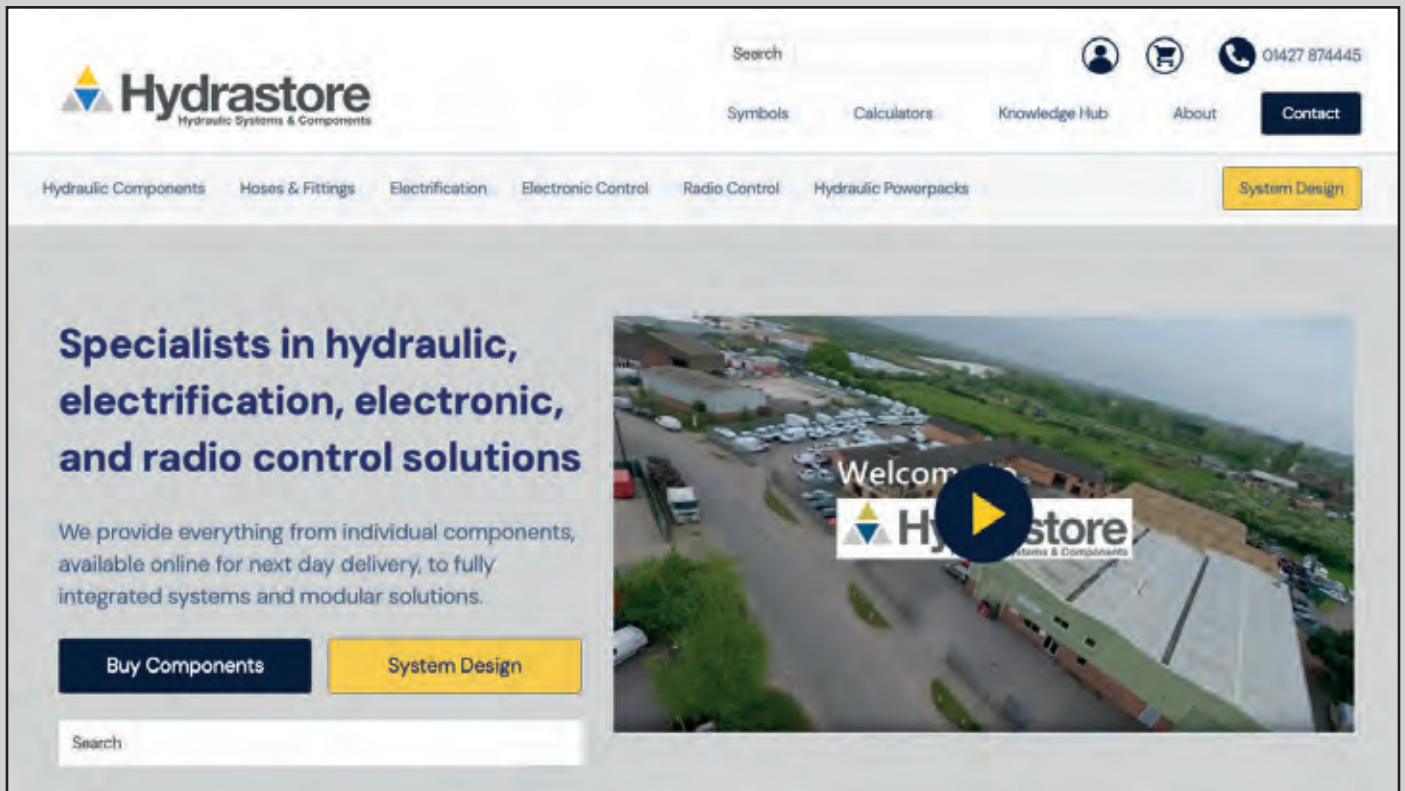 Search
01427 874445
Hydrastore
Hydraulic Systems & Components
Symbols Calculators Knowledge Hub About Contact
Hydraulic Components Hoses & Fittings Electrification Electronic Control Radio Control Hydraulic Powerpacks System Design
Specialists in hydraulic,
electrification, electronic,
and radio control solutions
We provide everything from individual components,
available online for next day delivery, to fully
integrated systems and modular solutions.
Buy Components System Design
Search